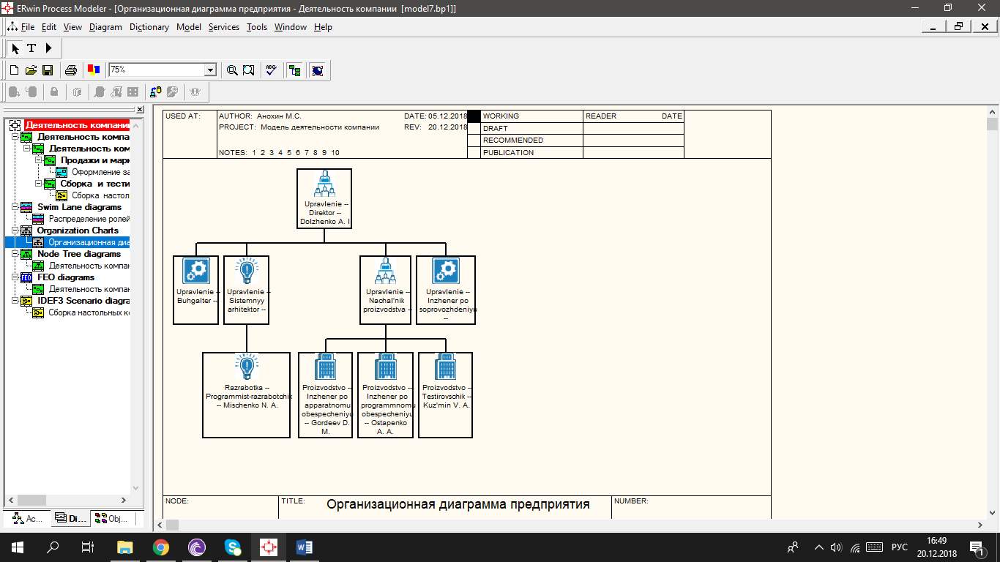 ERwin Process Modeler - [Организационная диаграмма предприятия - Деятельность компании [model7.bp1]]
File Edit View Diagram Dictionary Model Services Tools Window Help
T
75%
ABC
Деятельность компании
Деятельность компа
Деятельность ком
Продажи и мар
Оформление за
Сборка и тести
Сборка настол
Swim Lane diagrams
Распределение ролей
Organization Charts
Организационная диа
Node Tree diagrams
Деятельность компан
FEO diagrams
Деятельность компан
IDEF3 Scenario diagra
Сборка настольных к
Ac... Di... Obj...
USED AT: AUTHOR: Анохин М.С. DATE: 05.12.2018 WORKING READER DATE
PROJECT: Модель деятельности компании REV: 20.12.2018 DRAFT
RECOMMENDED
NOTES: 1 2 3 4 5 6 7 8 9 10 PUBLICATION
Upravlenie --
Direktor --
Dolzhenko A. I
Upravlenie --
Buhgalter --
Upravlenie --
Sistemnyy
arhitektor --
Upravlenie --
Nachal'nik
proizvodstva --
Upravlenie --
Inzhener po
soprovozhdeniyu
--
Razrabotka --
Programmist-razrabotchik
-- Mischenko N. A.
Proizvodstvo --
Inzhener po
apparatnomu
obespecheniyu
-- Gordeev D.
M.
Proizvodstvo --
Inzhener po
programmnomu
obespecheniyu
-- Ostapenko
A. A.
Proizvodstvo --
Testirovschik --
Kuz'min V. A.
NODE: TITLE: Организационная диаграмма предприятия NUMBER:
РУС 16:49
20.12.2018
1